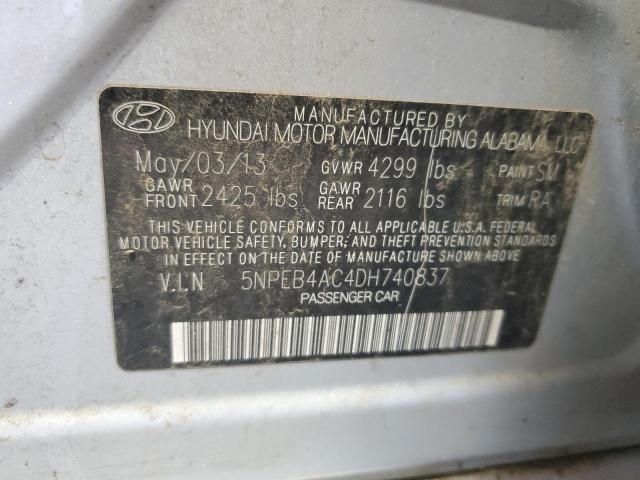 MANUFACTURED BY
HYUNDAI MOTOR MANUFACTURING ALABAMA, LLC
May/03/13 GVWR 4299 lbs PAINT SM
GAWR FRONT 2425 lbs GAWR REAR 2116 lbs TRIM RA
THIS VEHICLE CONFORMS TO ALL APPLICABLE U.S.A. FEDERAL
MOTOR VEHICLE SAFETY, BUMPER, AND THEFT PREVENTION STANDARDS
IN EFFECT ON THE DATE OF MANUFACTURE SHOWN ABOVE.
V.I.N 5NPEB4AC4DH740837
PASSENGER CAR